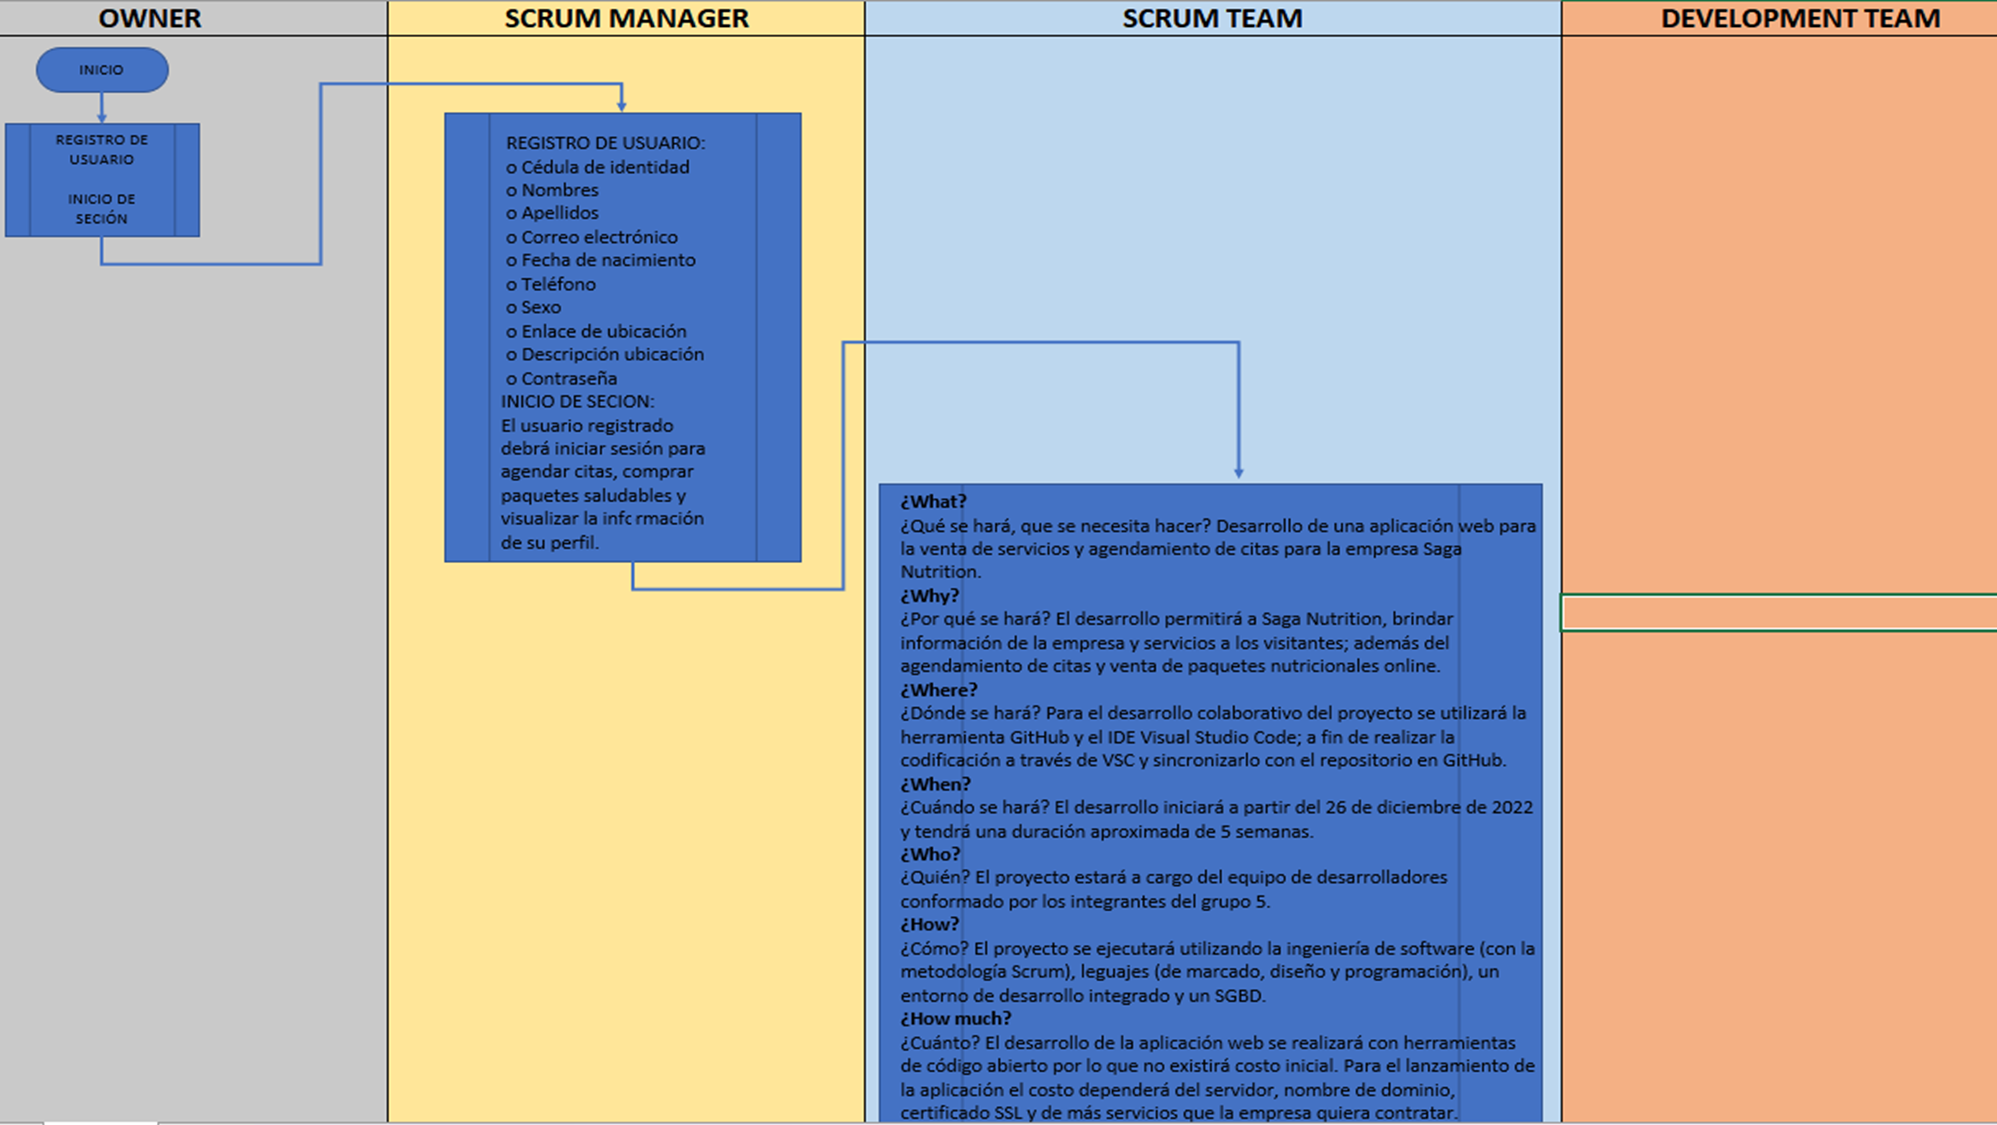 OWNER
SCRUM MANAGER
SCRUM TEAM
DEVELOPMENT TEAM
INICIO
REGISTRO DE
USUARIO
INICIO DE
SECIÓN
REGISTRO DE USUARIO:
o Cédula de identidad
o Nombres
o Apellidos
o Correo electrónico
o Fecha de nacimiento
o Teléfono
o Sexo
o Enlace de ubicación
o Descripción ubicación
o Contraseña
INICIO DE SECION:
El usuario registrado
debrá iniciar sesión para
agendar citas, comprar
paquetes saludables y
visualizar la información
de su perfil.
¿What?
¿Qué se hará, que se necesita hacer? Desarrollo de una aplicación web para
la venta de servicios y agendamiento de citas para la empresa Saga
Nutrition.
¿Why?
¿Por qué se hará? El desarrollo permitirá a Saga Nutrition, brindar
información de la empresa y servicios a los visitantes; además del
agendamiento de citas y venta de paquetes nutricionales online.
¿Where?
¿Dónde se hará? Para el desarrollo colaborativo del proyecto se utilizará la
herramienta GitHub y el IDE Visual Studio Code; a fin de realizar la
codificación a través de VSC y sincronizarlo con el repositorio en GitHub.
¿When?
¿Cuándo se hará? El desarrollo iniciará a partir del 26 de diciembre de 2022
y tendrá una duración aproximada de 5 semanas.
¿Who?
¿Quién? El proyecto estará a cargo del equipo de desarrolladores
conformado por los integrantes del grupo 5.
¿How?
¿Cómo? El proyecto se ejecutará utilizando la ingeniería de software (con la
metodología Scrum), leguajes (de marcado, diseño y programación), un
entorno de desarrollo integrado y un SGBD.
¿How much?
¿Cuánto? El desarrollo de la aplicación web se realizará con herramientas
de código abierto por lo que no existirá costo inicial. Para el lanzamiento de
la aplicación el costo dependerá del servidor, nombre de dominio,
certificado SSL y de más servicios que la empresa quiera contratar.